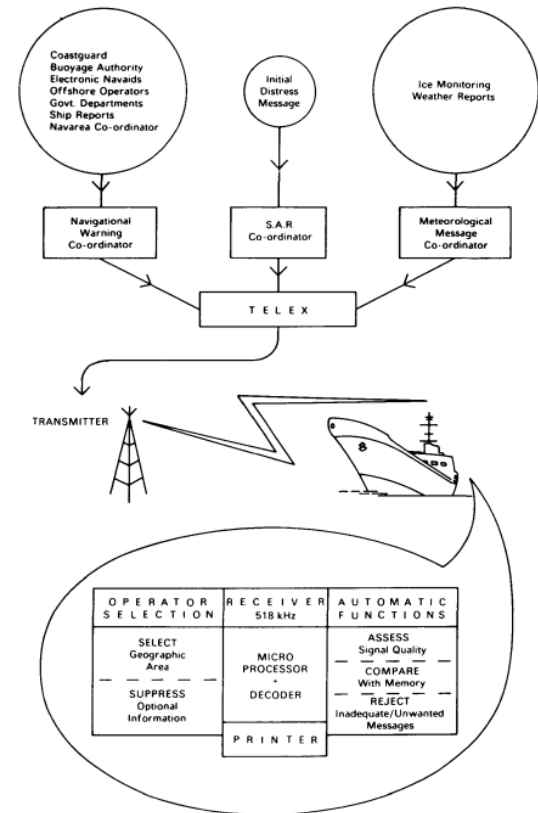 Coastguard
Buoyage Authority
Electronic Navaids
Offshore Operators
Govt. Departments
Ship Reports
Navarea Co-ordinator
Initial
Distress
Message
Ice Monitoring
Weather Reports
Navigational
Warning
Co-ordinator
S.A.R
Co-ordinator
Meteorological
Message
Co-ordinator
TELEX
TRANSMITTER
OPERATOR
SELECTION
SELECT
Geographic
Area
SUPPRESS
Optional
Information
RECEIVER
518 kHz
MICRO
PROCESSOR
+
DECODER
PRINTER
AUTOMATIC
FUNCTIONS
ASSESS
Signal Quality
COMPARE
With Memory
REJECT
Inadequate/Unwanted
Messages